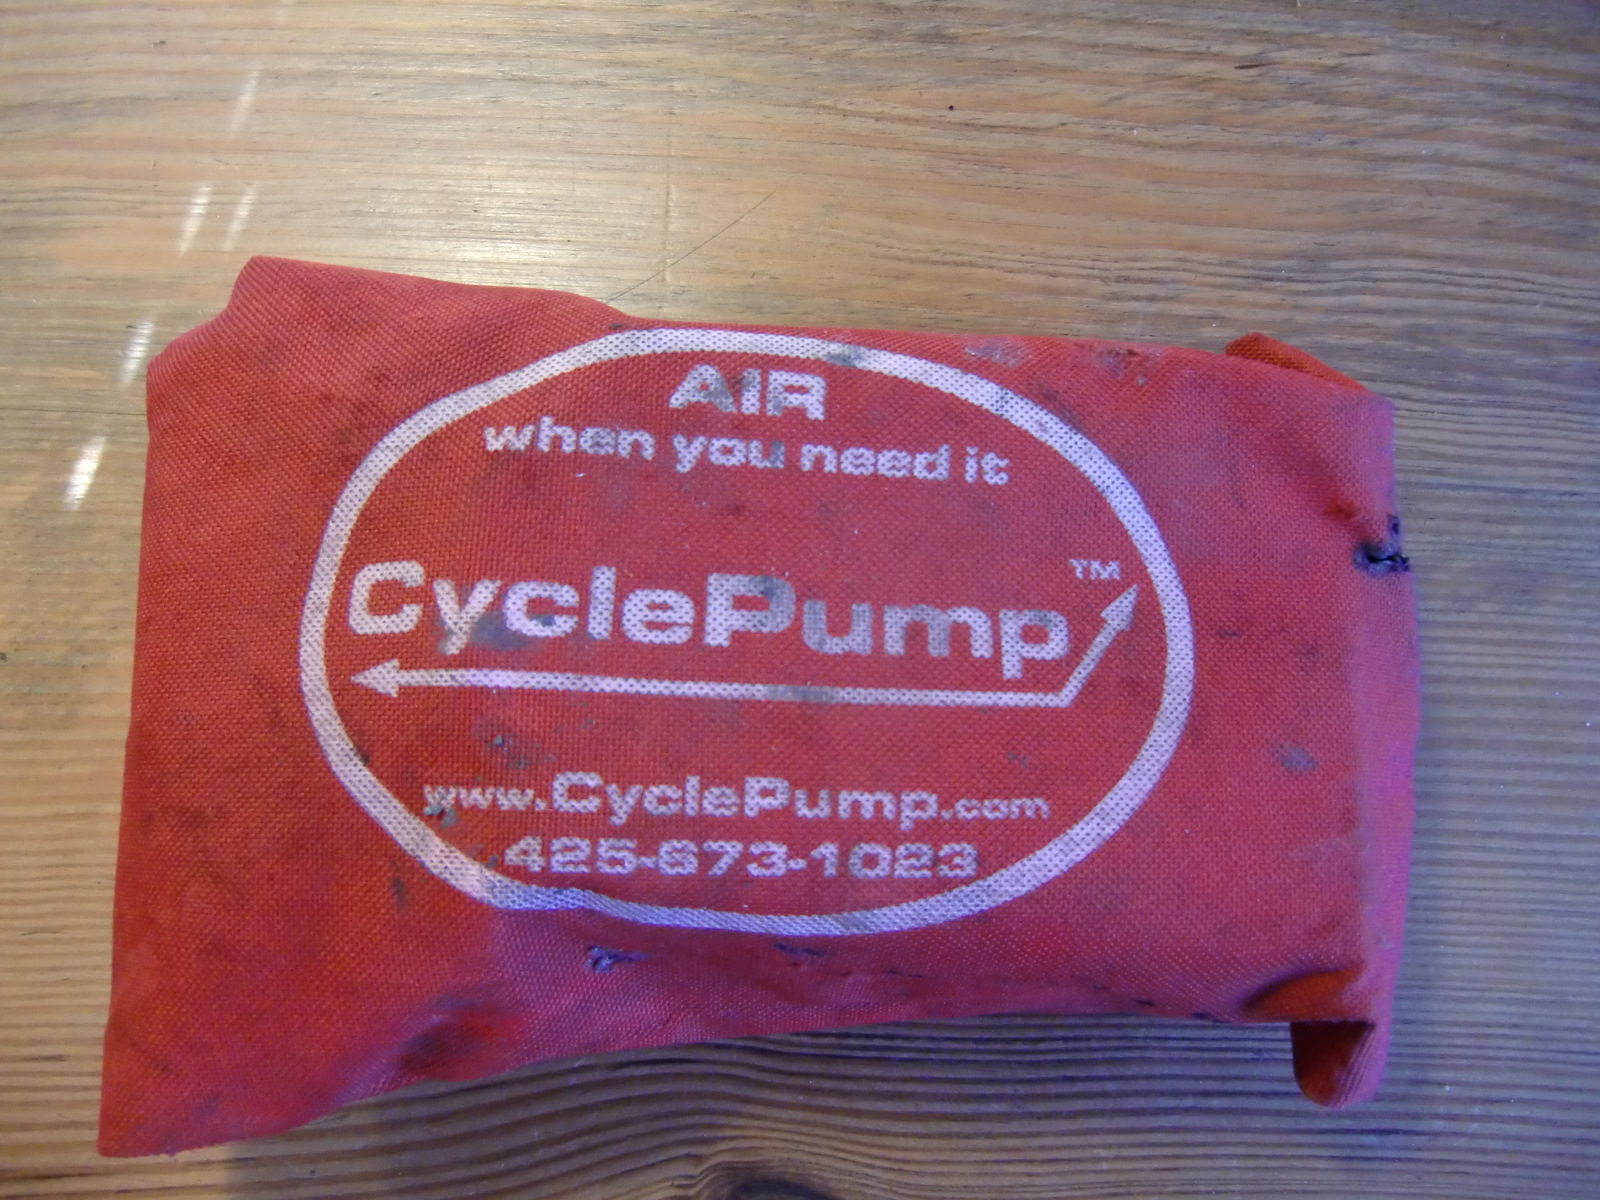 AIR
when you need it
CyclePump™
www.CyclePump.com
425-673-1023